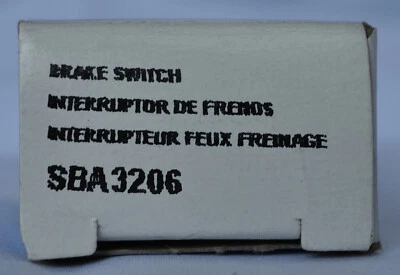 BRAKE SWITCH
INTERRUPTOR DE FRENOS
INTERRUPTEUR FEUX FREINAGE
SBA3206